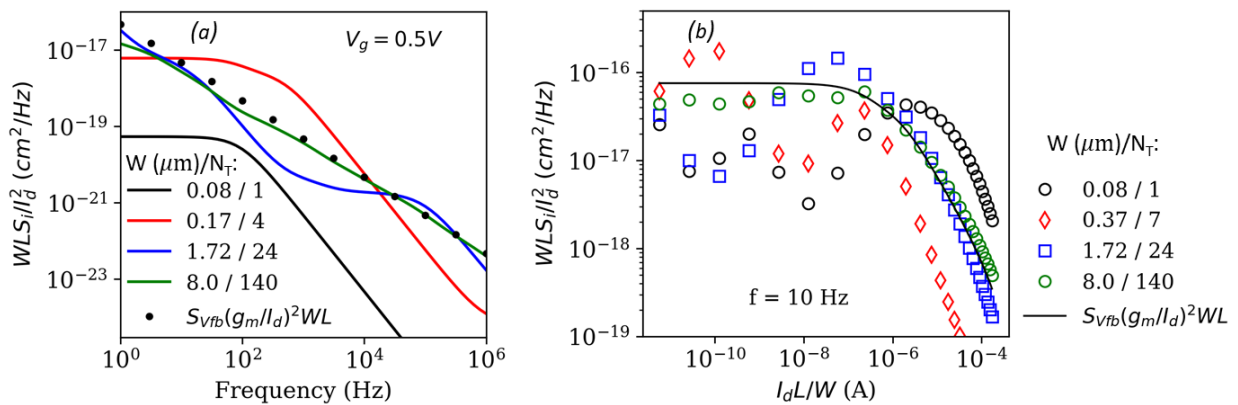 (a)
V_g = 0.5V
10^-17
10^-19
10^-21
10^-23
WLS_i/I_d^2 (cm^2/Hz)
W (μm)/N_T:
0.08 / 1
0.17 / 4
1.72 / 24
8.0 / 140
S_Vfb(g_m/I_d)^2WL
10^0
10^2
10^4
10^6
Frequency (Hz)
(b)
10^-16
10^-17
10^-18
10^-19
WLS_i/I_d^2 (cm^2/Hz)
f = 10 Hz
10^-10
10^-8
10^-6
10^-4
I_dL/W (A)
W (μm)/N_T:
0.08 / 1
0.37 / 7
1.72 / 24
8.0 / 140
S_Vfb(g_m/I_d)^2WL